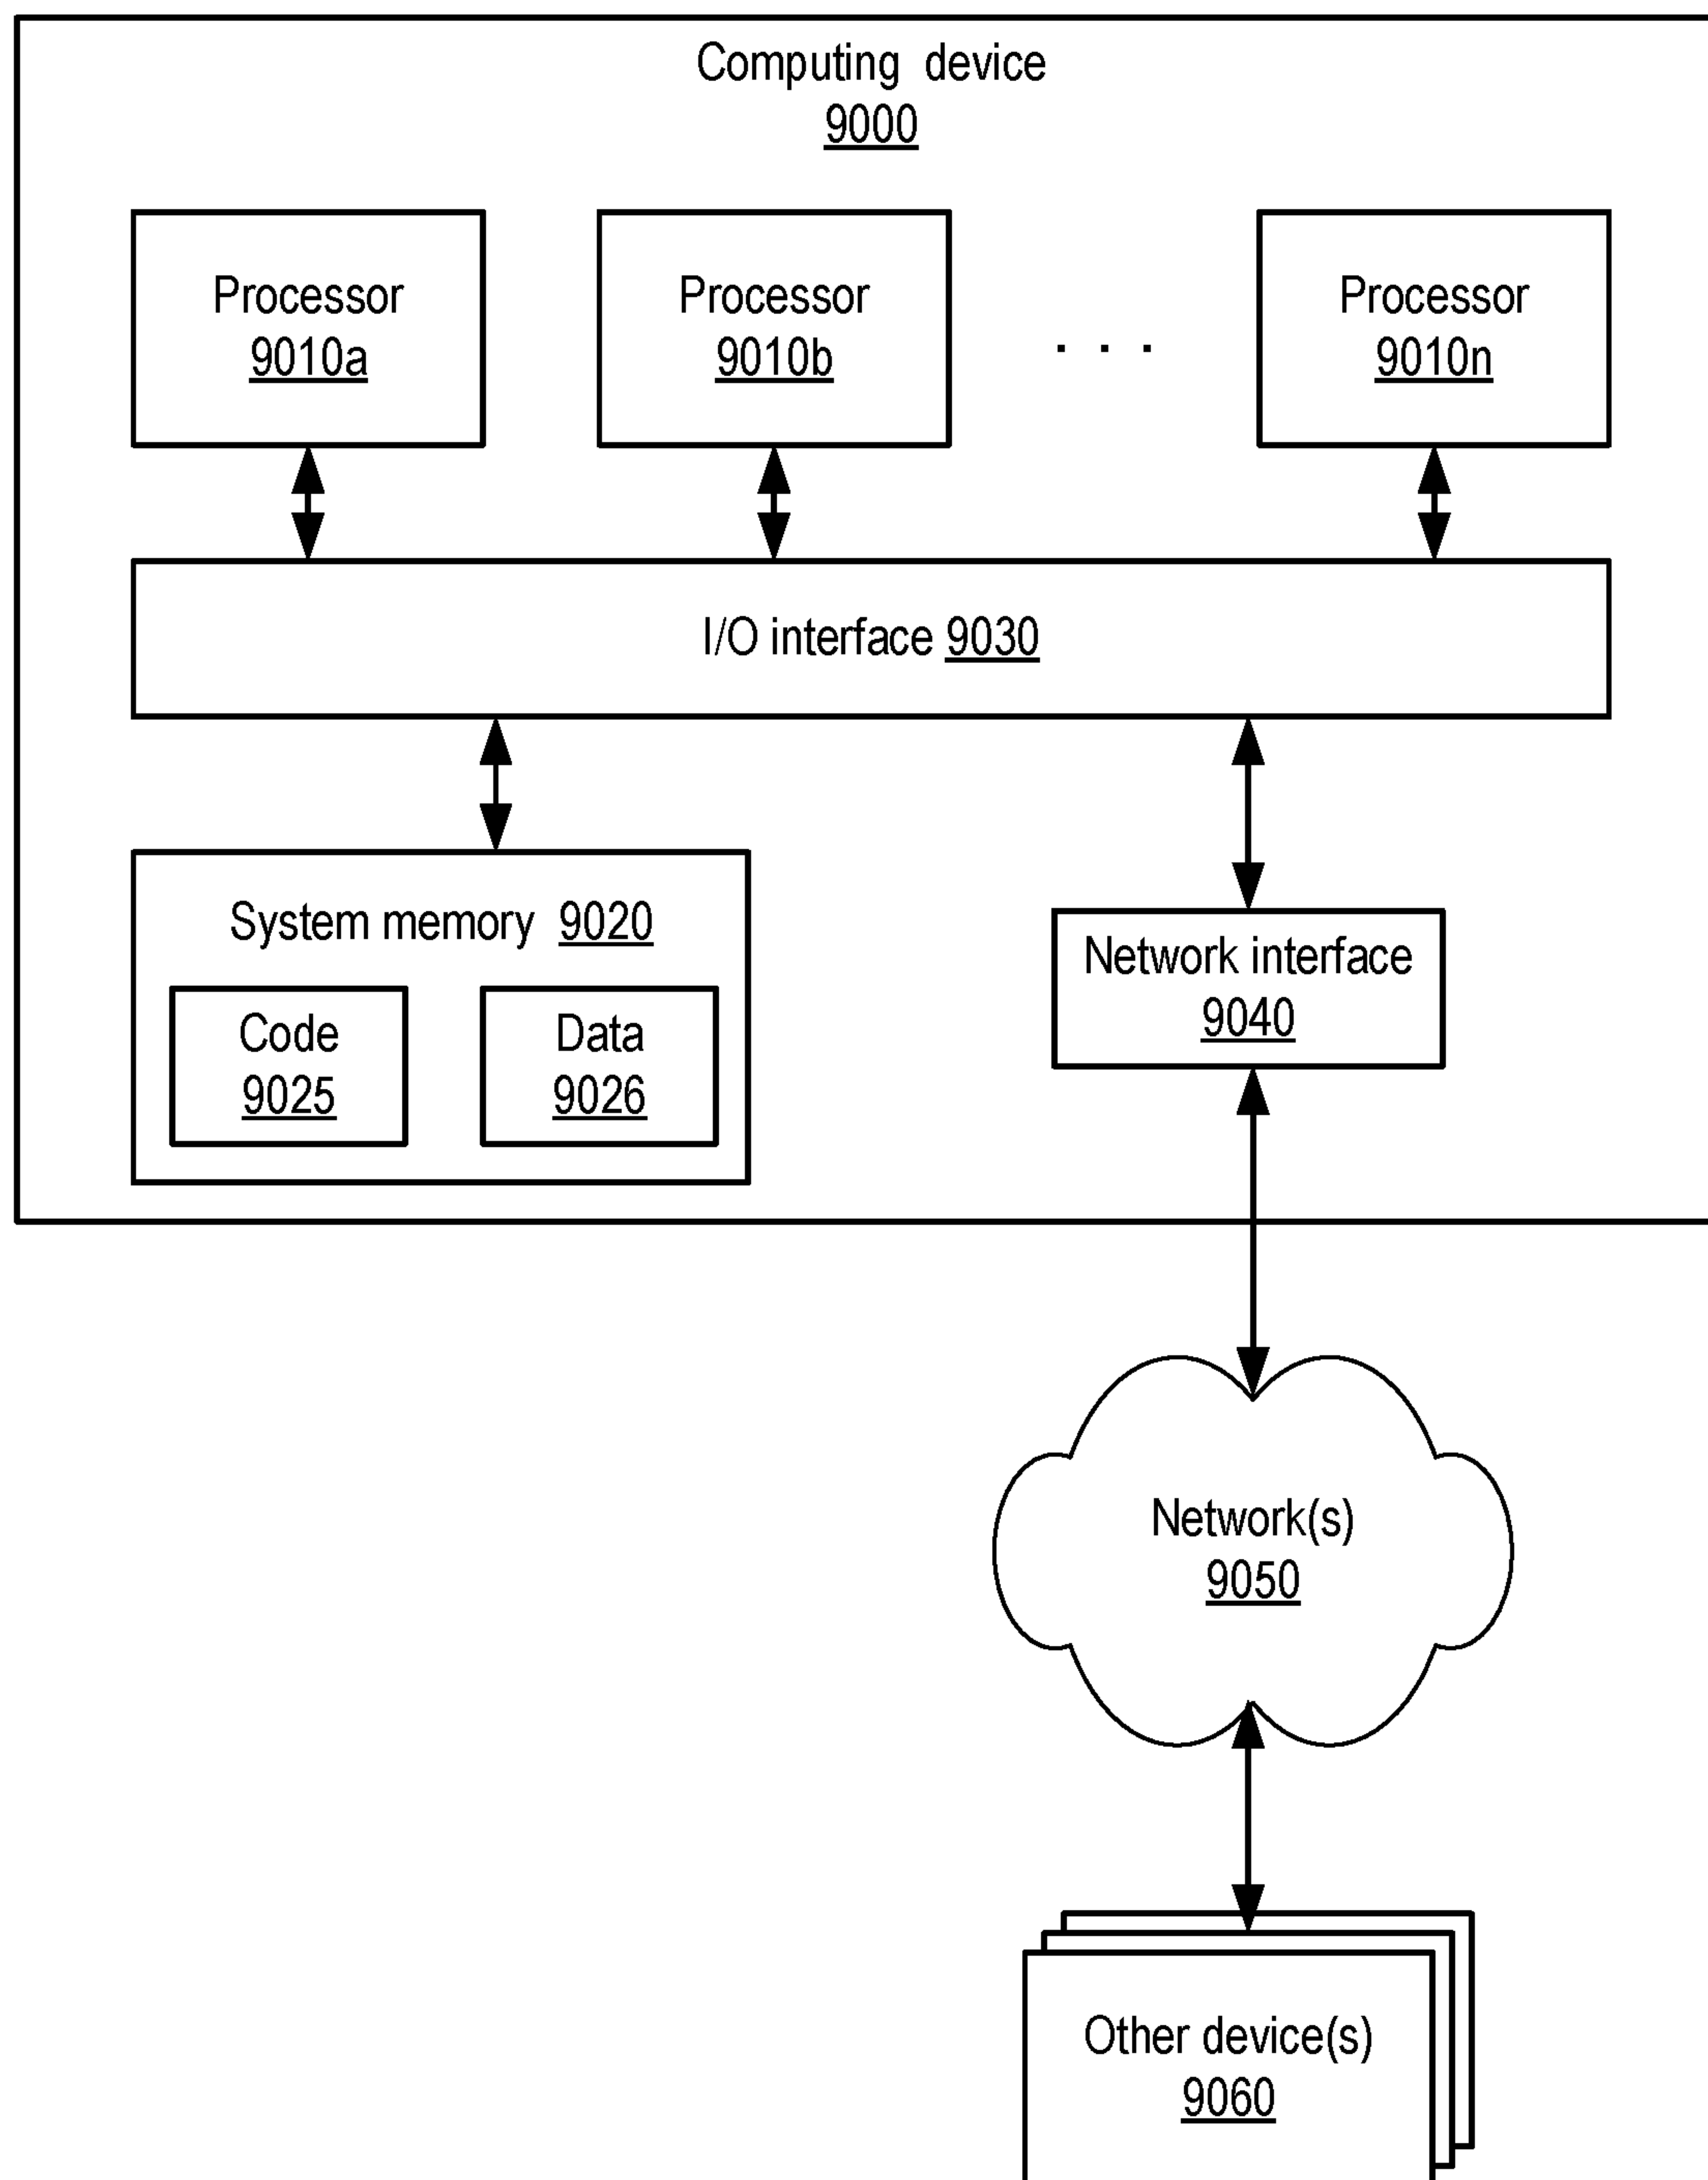 Computing device
9000
Processor
9010a
Processor
9010b
. . .
Processor
9010n
I/O interface 9030
System memory 9020
Code
9025
Data
9026
Network interface
9040
Network(s)
9050
Other device(s)
9060